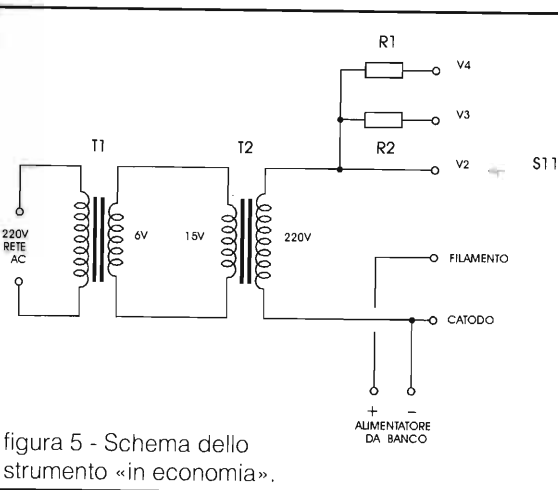 R1
V4
V3
R2
V2
S11
T1
T2
220V
RETE
AC
6V
15V
220V
FILAMENTO
CATODO
+
−
ALIMENTATORE
DA BANCO
figura 5 - Schema dello
strumento «in economia».